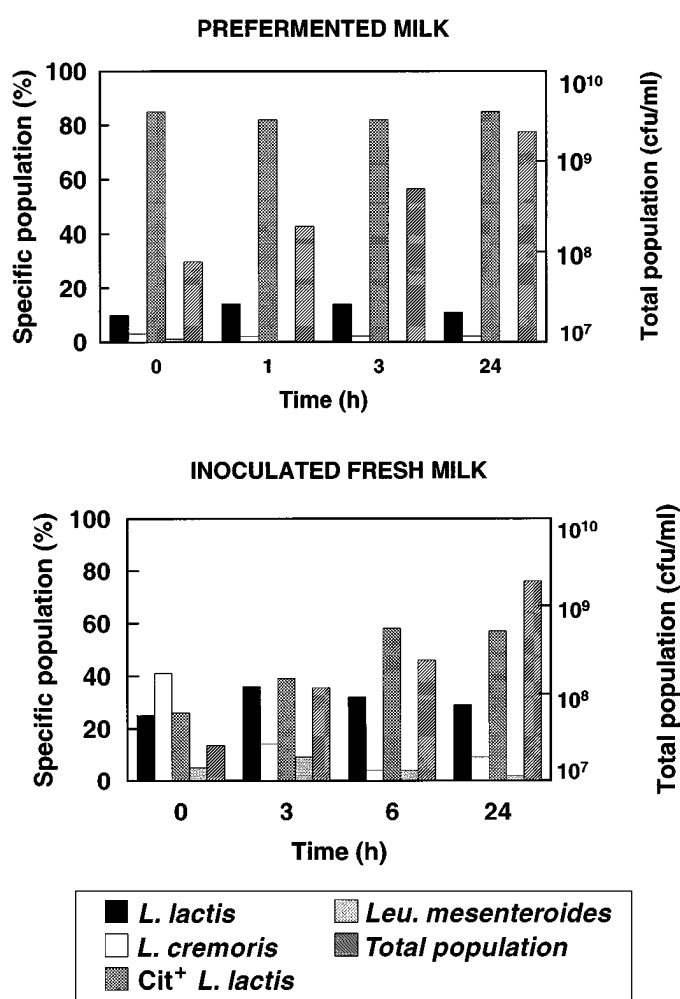 PREFERMENTED MILK
Specific population (%)
100
80
60
40
20
0
10¹⁰
10⁹
10⁸
10⁷
Total population (cfu/ml)
0 1 3 24
Time (h)
INOCULATED FRESH MILK
Specific population (%)
100
80
60
40
20
0
10¹⁰
10⁹
10⁸
10⁷
Total population (cfu/ml)
0 3 6 24
Time (h)
L. lactis
L. cremoris
Cit⁺ L. lactis
Leu. mesenteroides
Total population